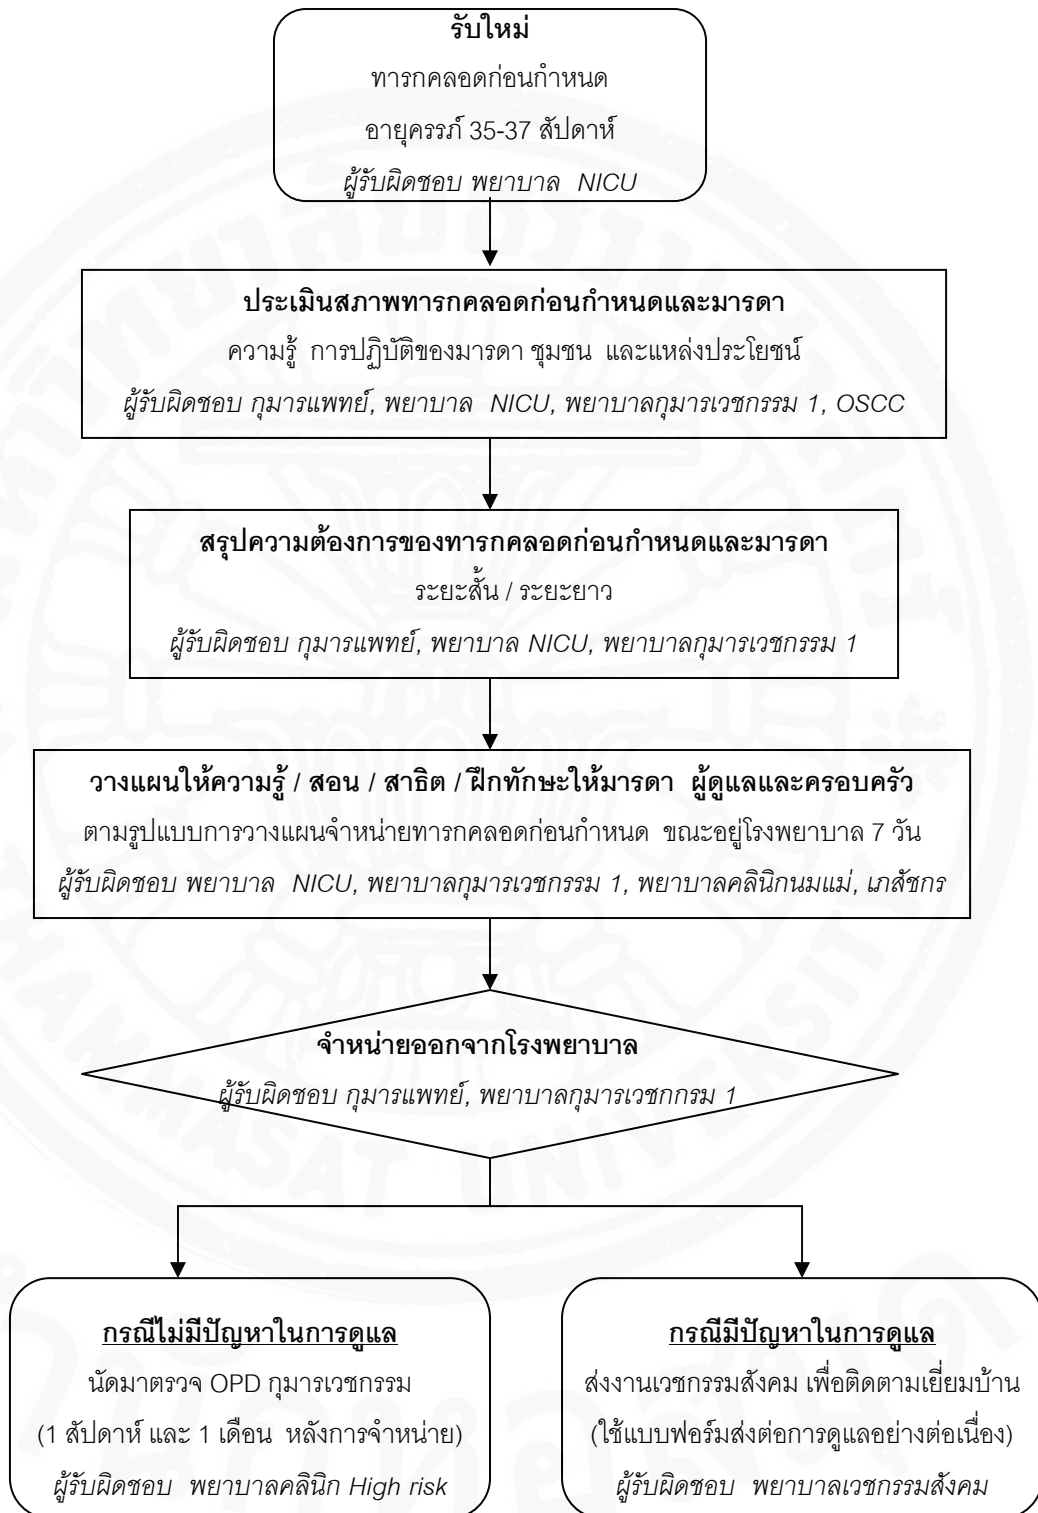 รับใหม่
ทารกคลอดก่อนกำหนด
อายุครรภ์ 35-37 สัปดาห์
ผู้รับผิดชอบ พยาบาล NICU
ประเมินสภาพทารกคลอดก่อนกำหนดและมารดา
ความรู้ การปฏิบัติของมารดา ชุมชน และแหล่งประโยชน์
ผู้รับผิดชอบ กุมารแพทย์, พยาบาล NICU, พยาบาลกุมารเวชกรรม 1, OSCC
สรุปความต้องการของทารกคลอดก่อนกำหนดและมารดา
ระยะสั้น / ระยะยาว
ผู้รับผิดชอบ กุมารแพทย์, พยาบาล NICU, พยาบาลกุมารเวชกรรม 1
วางแผนให้ความรู้ / สอน / สาธิต / ฝึกทักษะให้มารดา ผู้ดูแลและครอบครัว
ตามรูปแบบการวางแผนจำหน่ายทารกคลอดก่อนกำหนด ขณะอยู่โรงพยาบาล 7 วัน
ผู้รับผิดชอบ พยาบาล NICU, พยาบาลกุมารเวชกรรม 1, พยาบาลคลินิกนมแม่, เภสัชกร
จำหน่ายออกจากโรงพยาบาล
ผู้รับผิดชอบ กุมารแพทย์, พยาบาลกุมารเวชกกรม 1
กรณีไม่มีปัญหาในการดูแล
นัดมาตรวจ OPD กุมารเวชกรรม
(1 สัปดาห์ และ 1 เดือน หลังการจำหน่าย)
ผู้รับผิดชอบ พยาบาลคลินิก High risk
กรณีมีปัญหาในการดูแล
ส่งงานเวชกรรมสังคม เพื่อติดตามเยี่ยมบ้าน
(ใช้แบบฟอร์มส่งต่อการดูแลอย่างต่อเนื่อง)
ผู้รับผิดชอบ พยาบาลเวชกรรมสังคม
THAMMASAT UNIVERSITY